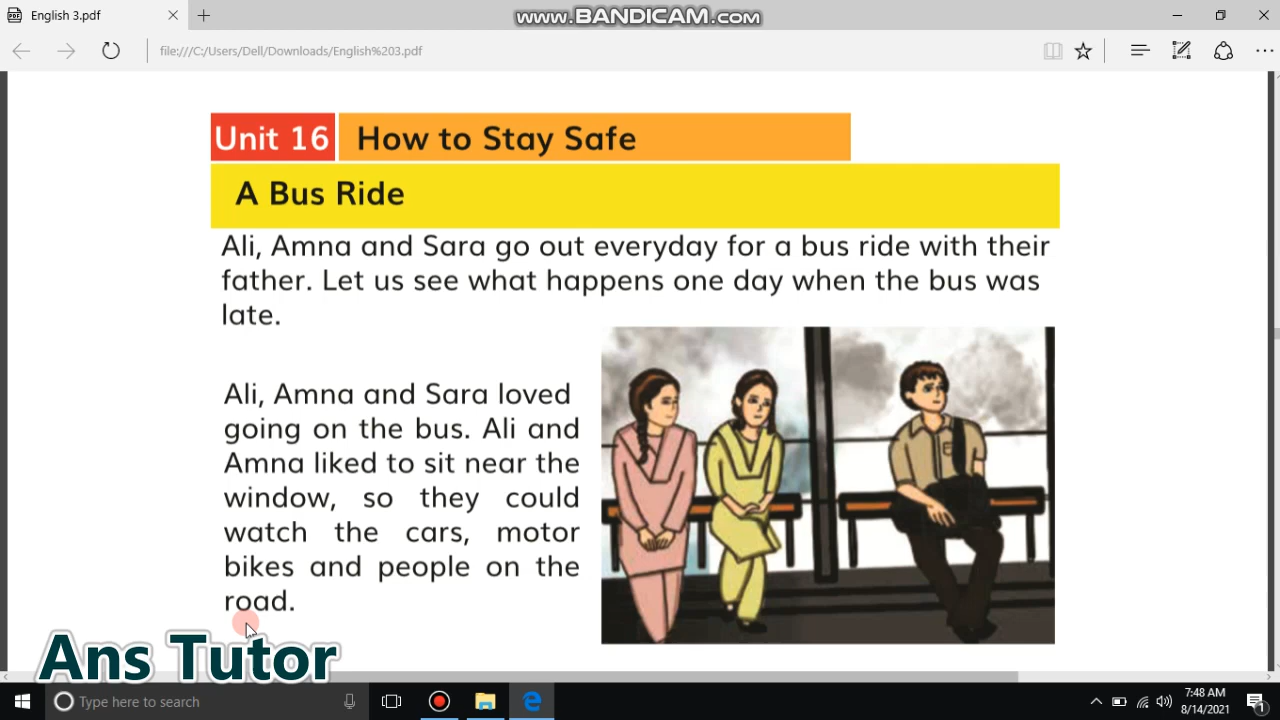 English 3.pdf
www.BANDICAM.com
file:///C:/Users/Dell/Downloads/English%203.pdf
Unit 16 How to Stay Safe
A Bus Ride
Ali, Amna and Sara go out everyday for a bus ride with their
father. Let us see what happens one day when the bus was
late.
Ali, Amna and Sara loved
going on the bus. Ali and
Amna liked to sit near the
window, so they could
watch the cars, motor
bikes and people on the
road.
Ans Tutor
Type here to search
7:48 AM
8/14/2021
1